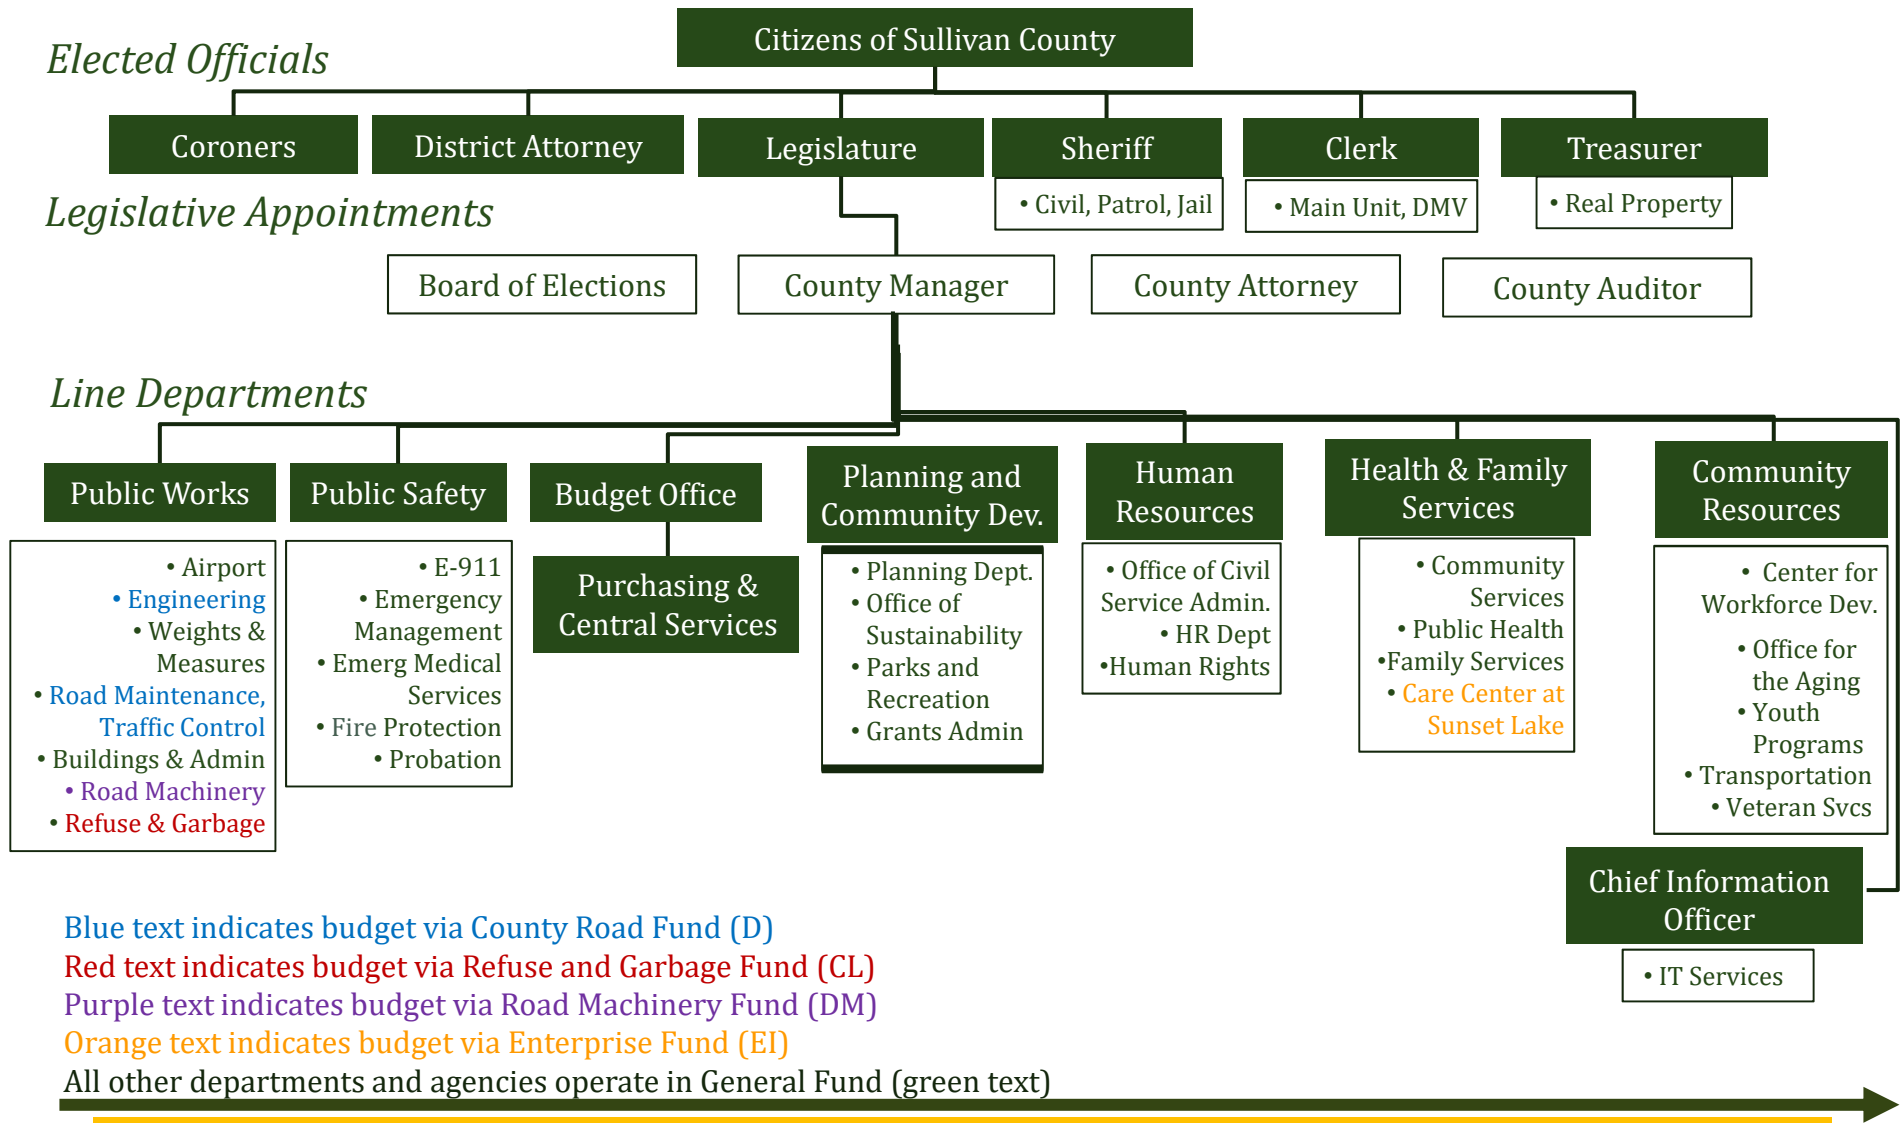 Citizens of Sullivan County
Elected Officials
Coroners
District Attorney
Legislature
Sheriff
Clerk
Treasurer
• Civil, Patrol, Jail
• Main Unit, DMV
• Real Property
Legislative Appointments
Board of Elections
County Manager
County Attorney
County Auditor
Line Departments
Public Works
• Airport
• Engineering
• Weights &
Measures
• Road Maintenance,
Traffic Control
• Buildings & Admin
• Road Machinery
• Refuse & Garbage
Public Safety
• E-911
• Emergency
Management
• Emerg Medical
Services
• Fire Protection
• Probation
Budget Office
Purchasing &
Central Services
Planning and
Community Dev.
• Planning Dept.
• Office of
Sustainability
• Parks and
Recreation
• Grants Admin
Human
Resources
• Office of Civil
Service Admin.
• HR Dept
•Human Rights
Health & Family
Services
• Community
Services
• Public Health
•Family Services
• Care Center at
Sunset Lake
Community
Resources
• Center for
Workforce Dev.
• Office for
the Aging
• Youth
Programs
• Transportation
• Veteran Svcs
Chief Information
Officer
• IT Services
Blue text indicates budget via County Road Fund (D)
Red text indicates budget via Refuse and Garbage Fund (CL)
Purple text indicates budget via Road Machinery Fund (DM)
Orange text indicates budget via Enterprise Fund (EI)
All other departments and agencies operate in General Fund (green text)